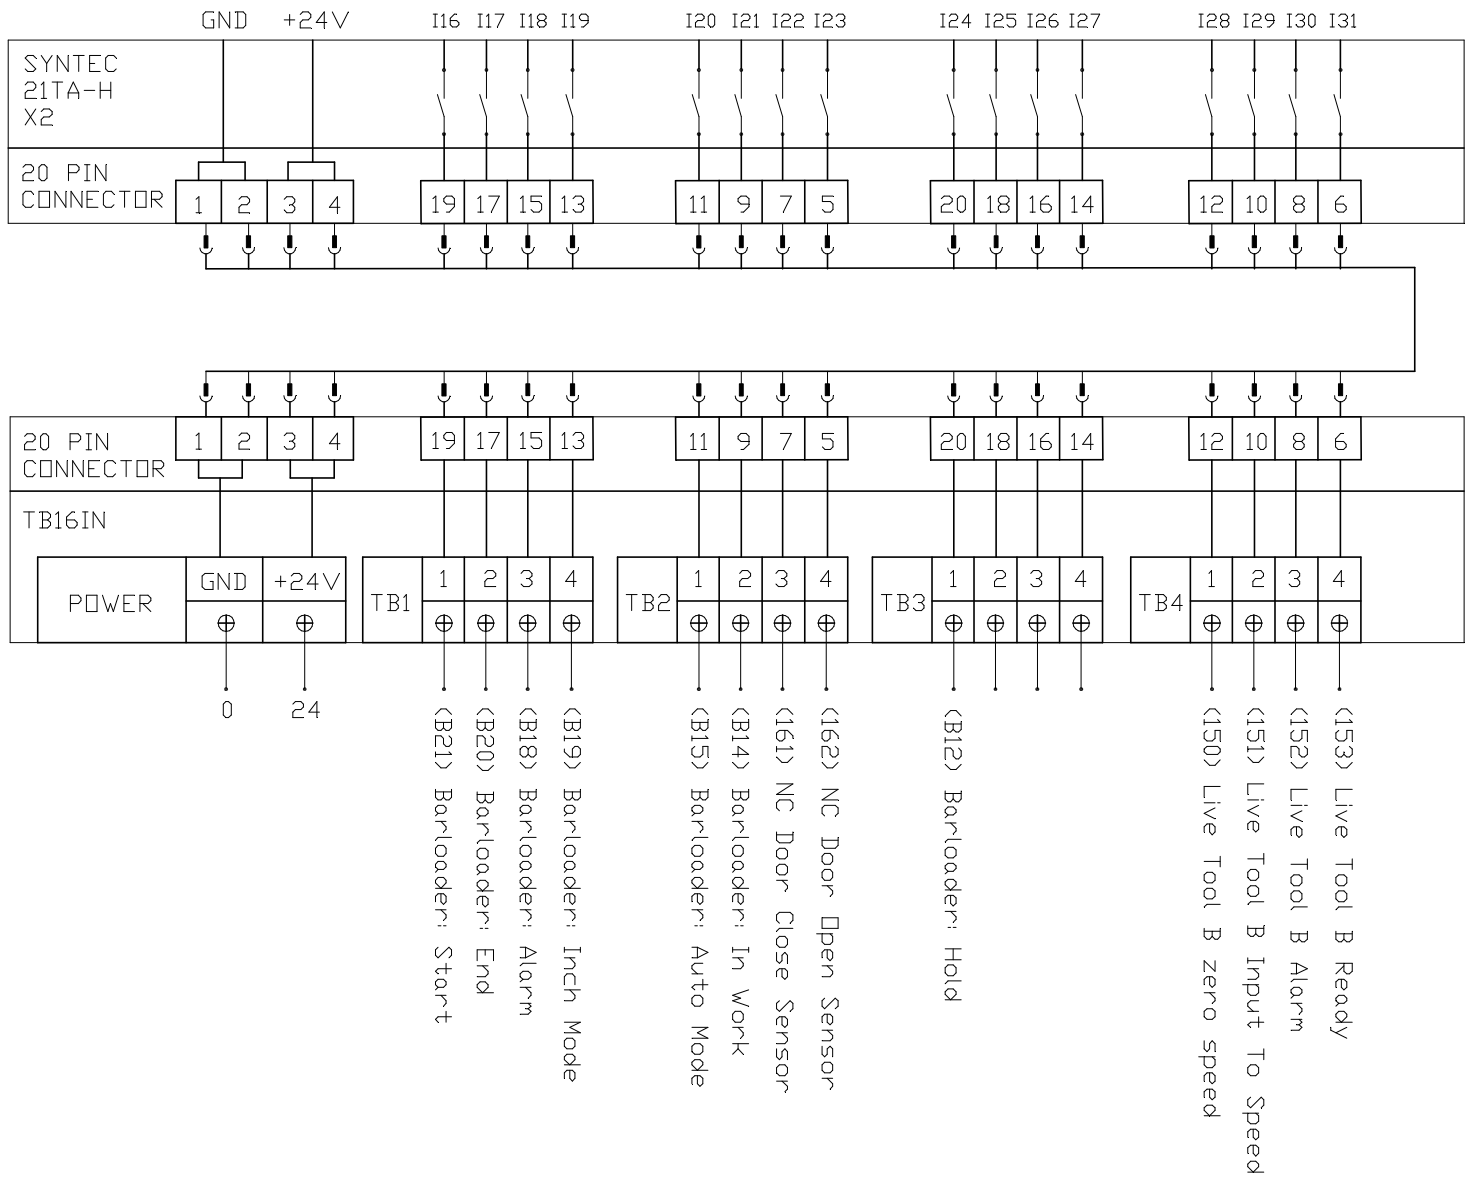 GND +24V I16 I17 I18 I19 I20 I21 I22 I23 I24 I25 I26 I27 I28 I29 I30 I31
SYNTEC
21TA-H
X2
20 PIN
CONNECTOR
1 2 3 4 19 17 15 13 11 9 7 5 20 18 16 14 12 10 8 6
20 PIN
CONNECTOR
1 2 3 4 19 17 15 13 11 9 7 5 20 18 16 14 12 10 8 6
TB16IN
POWER
GND +24V
TB1
1 2 3 4
TB2
1 2 3 4
TB3
1 2 3 4
TB4
1 2 3 4
0 24
(B21) Barloader: Start
(B20) Barloader: End
(B18) Barloader: Alarm
(B19) Barloader: Inch Mode
(B15) Barloader: Auto Mode
(B14) Barloader: In Work
(161) NC Door Close Sensor
(162) NC Door Open Sensor
(B12) Barloader: Hold
(150) Live Tool B zero speed
(151) Live Tool B Input To Speed
(152) Live Tool B Alarm
(153) Live Tool B Ready